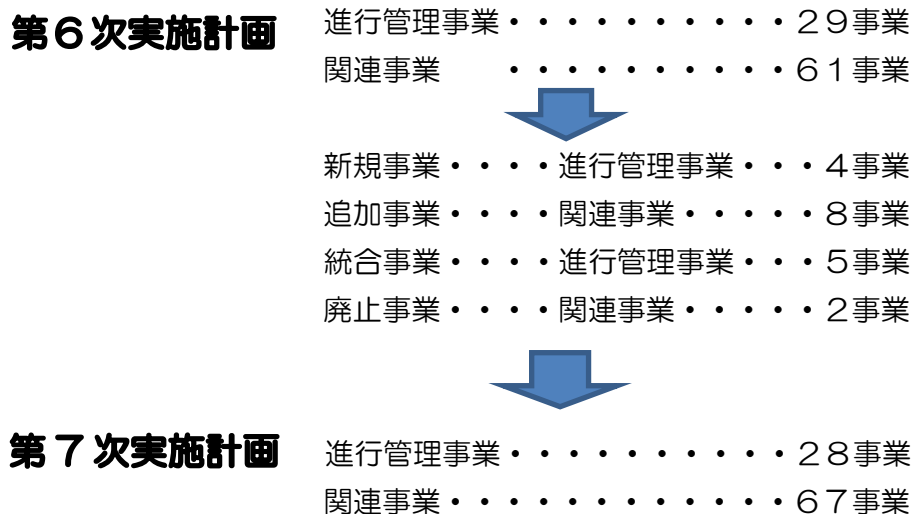 第６次実施計画
進行管理事業・・・・・・・・・・２９事業
関連事業　　・・・・・・・・・・６１事業
新規事業・・・・進行管理事業・・・４事業
追加事業・・・・関連事業・・・・・８事業
統合事業・・・・進行管理事業・・・５事業
廃止事業・・・・関連事業・・・・・２事業
第７次実施計画
進行管理事業・・・・・・・・・・２８事業
関連事業・・・・・・・・・・・・６７事業